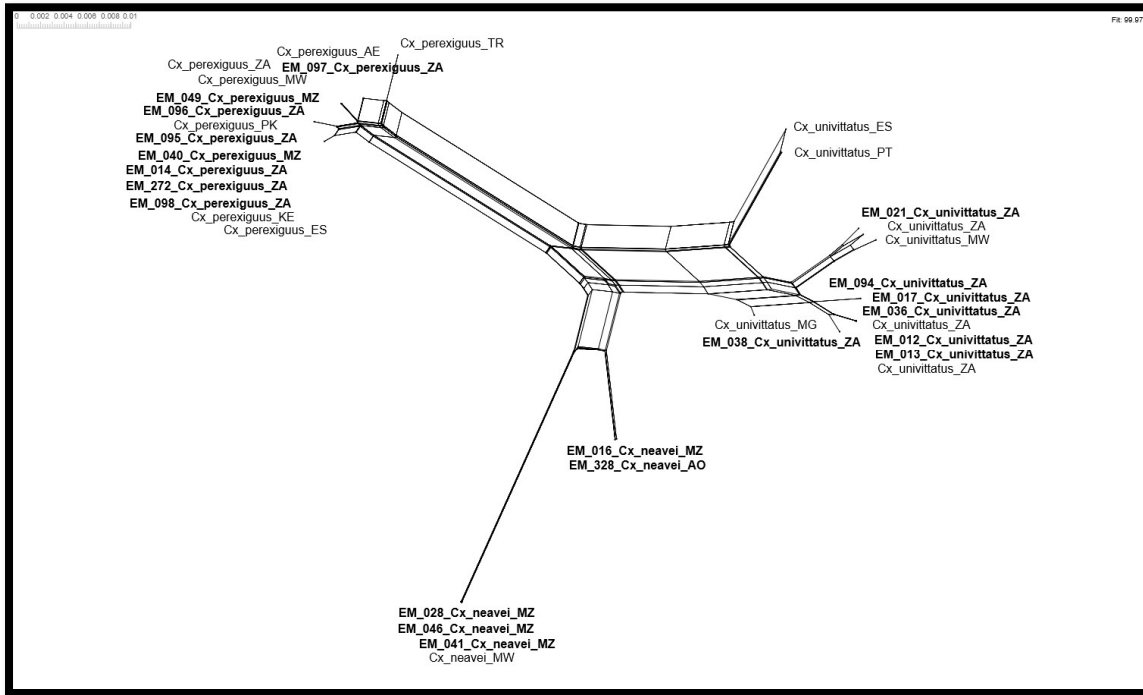 0 0.002 0.004 0.006 0.008 0.01
Fit: 99.97
Cx_perexiguus_TR
Cx_perexiguus_AE
Cx_perexiguus_ZA
EM_097_Cx_perexiguus_ZA
Cx_perexiguus_MW
EM_049_Cx_perexiguus_MZ
EM_096_Cx_perexiguus_ZA
Cx_perexiguus_PK
EM_095_Cx_perexiguus_ZA
EM_040_Cx_perexiguus_MZ
EM_014_Cx_perexiguus_ZA
EM_272_Cx_perexiguus_ZA
EM_098_Cx_perexiguus_ZA
Cx_perexiguus_KE
Cx_perexiguus_ES
Cx_univittatus_ES
Cx_univittatus_PT
EM_021_Cx_univittatus_ZA
Cx_univittatus_ZA
Cx_univittatus_MW
EM_094_Cx_univittatus_ZA
EM_017_Cx_univittatus_ZA
EM_036_Cx_univittatus_ZA
Cx_univittatus_MG
Cx_univittatus_ZA
EM_038_Cx_univittatus_ZA
EM_012_Cx_univittatus_ZA
EM_013_Cx_univittatus_ZA
Cx_univittatus_ZA
EM_016_Cx_neavei_MZ
EM_328_Cx_neavei_AO
EM_028_Cx_neavei_MZ
EM_046_Cx_neavei_MZ
EM_041_Cx_neavei_MZ
Cx_neavei_MW